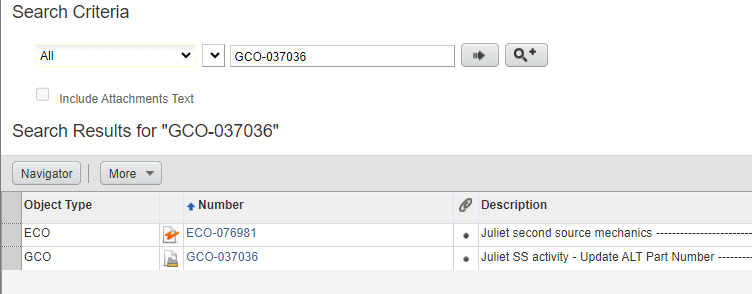 Search Criteria
All GCO-037036
Include Attachments Text
Search Results for "GCO-037036"
Navigator More
Object Type Number Description
ECO ECO-076981 Juliet second source mechanics -------------------------
GCO GCO-037036 Juliet SS activity - Update ALT Part Number ---------